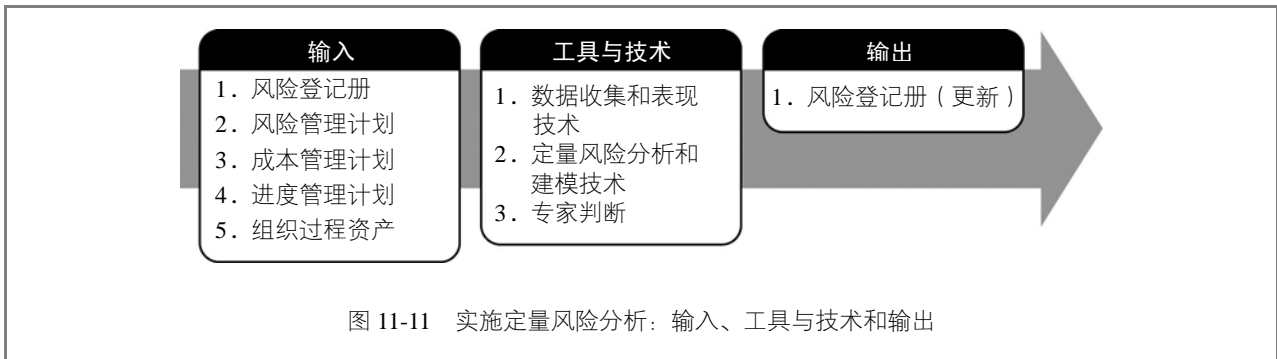 输入
1．风险登记册
2．风险管理计划
3．成本管理计划
4．进度管理计划
5．组织过程资产
工具与技术
1．数据收集和表现
技术
2．定量风险分析和
建模技术
3．专家判断
输出
1．风险登记册（更新）
图 11-11　实施定量风险分析：输入、工具与技术和输出